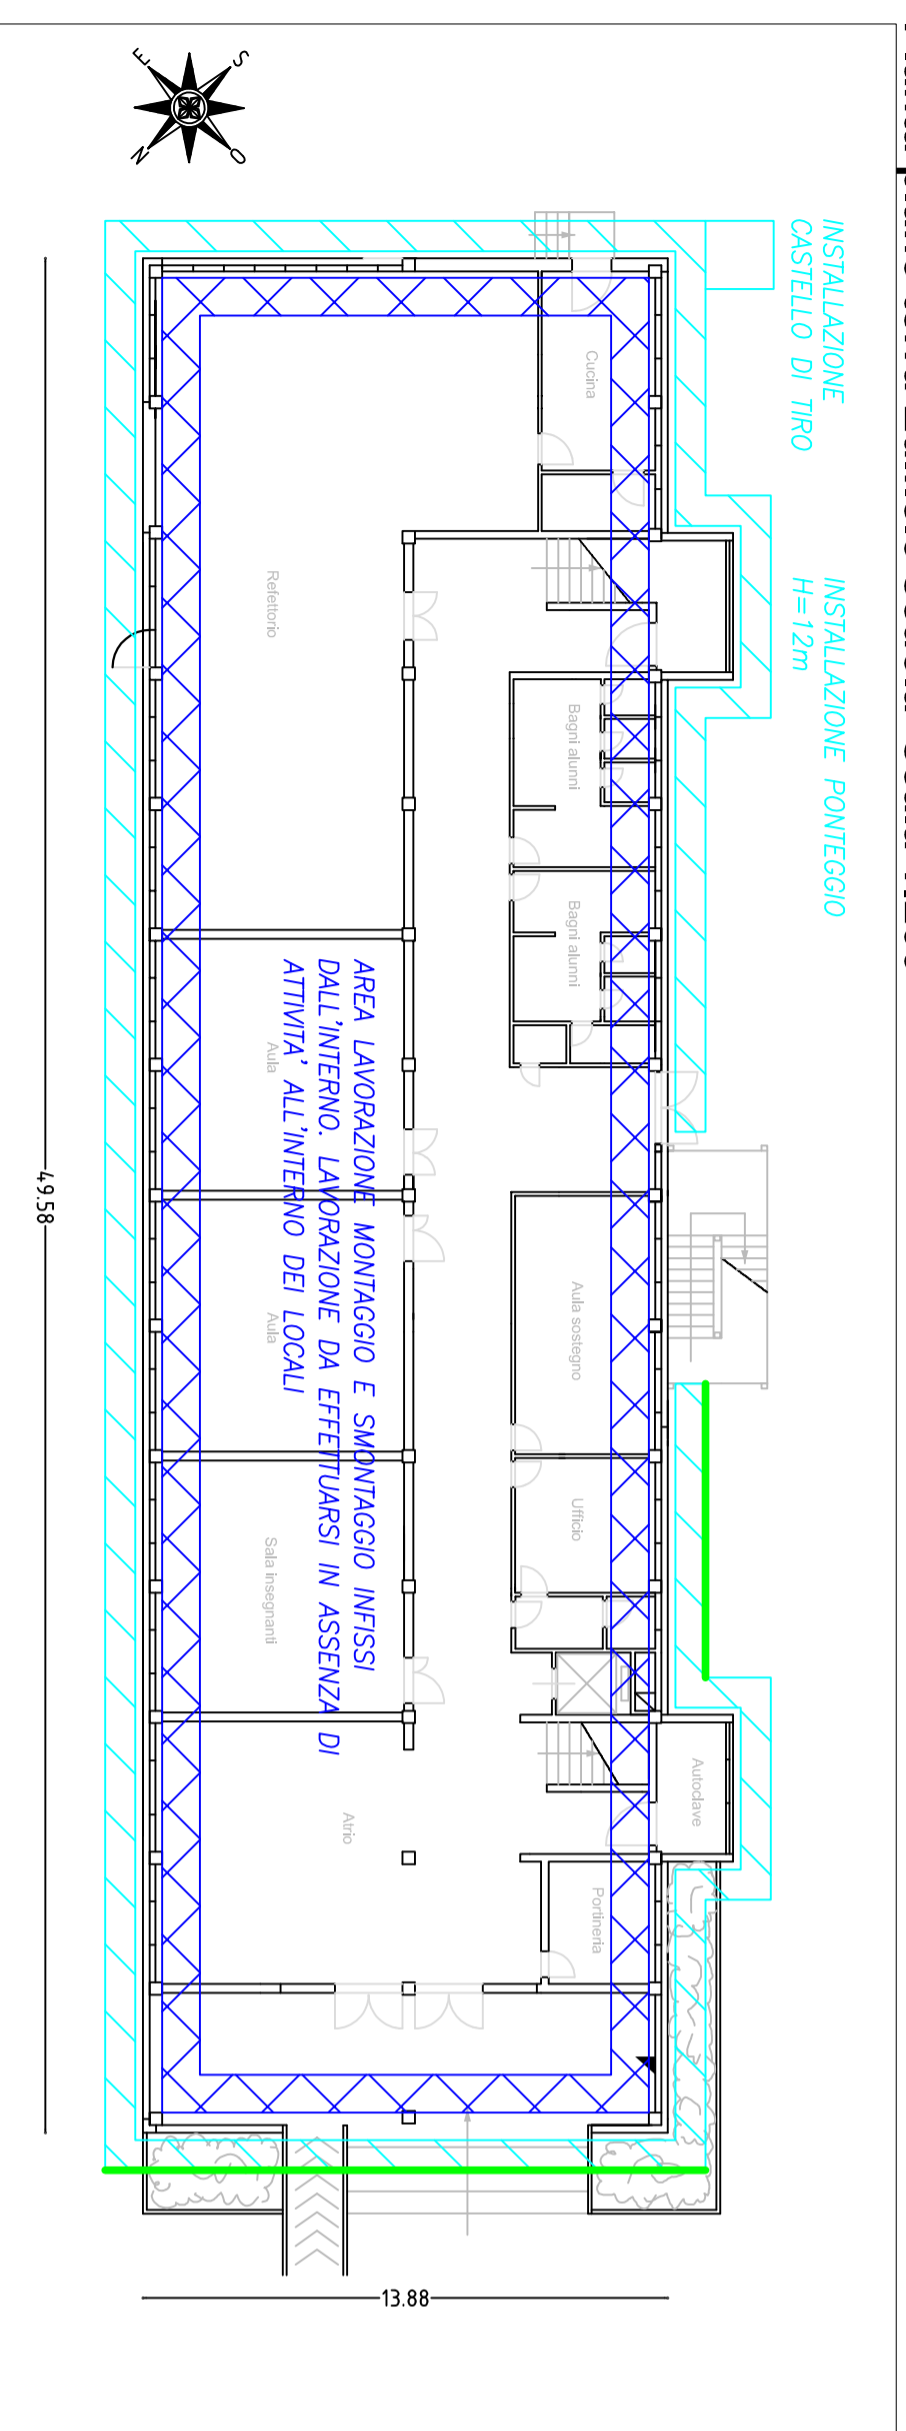 E
S
N
O
INSTALLAZIONE
CASTELLO DI TIRO
INSTALLAZIONE PONTEGGIO
H=12m
Cucina
Refettorio
Bagni alunni
Bagni alunni
AREA LAVORAZIONE MONTAGGIO E SMONTAGGIO INFISSI
DALL'INTERNO. LAVORAZIONE DA EFFETTUARSI IN ASSENZA DI
ATTIVITA' ALL'INTERNO DEI LOCALI
Aula
Aula
Aula sostegno
Ufficio
Sala insegnanti
Autoclave
Atrio
Portineria
49.58
13.88